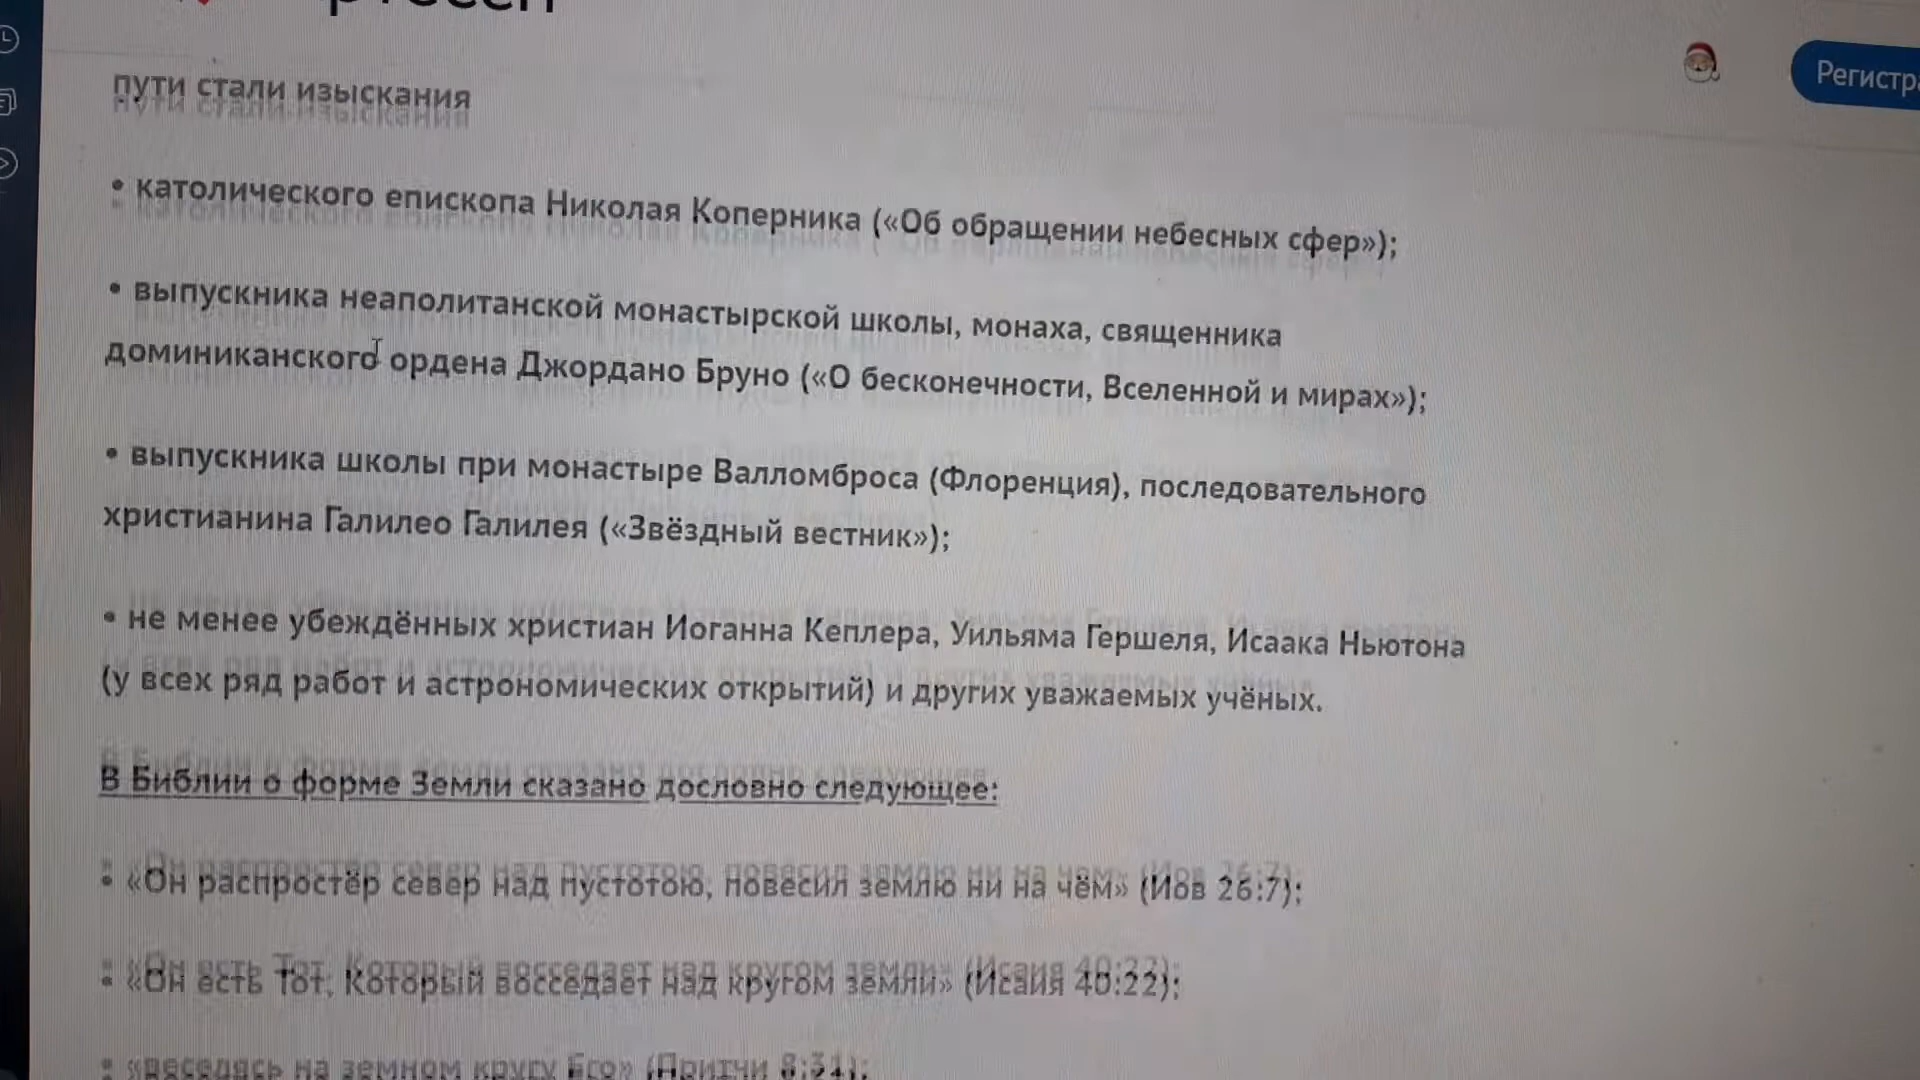 пути стали изыскания
Регистр
• католического епископа Николая Коперника («Об обращении небесных сфер»);
• выпускника неаполитанской монастырской школы, монаха, священника
доминиканского ордена Джордано Бруно («О бесконечности, Вселенной и мирах»);
• выпускника школы при монастыре Валломброса (Флоренция), последовательного
христианина Галилео Галилея («Звёздный вестник»);
• не менее убеждённых христиан Иоганна Кеплера, Уильяма Гершеля, Исаака Ньютона
(у всех ряд работ и астрономических открытий) и других уважаемых учёных.
В Библии о форме Земли сказано дословно следующее:
• «Он распростёр север над пустотою, повесил землю ни на чём» (Иов 26:7);
• «Он есть Тот, Который восседает над кругом земли» (Исаия 40:22);
• «веселясь на земном кругу Его» (Притчи 8:31);